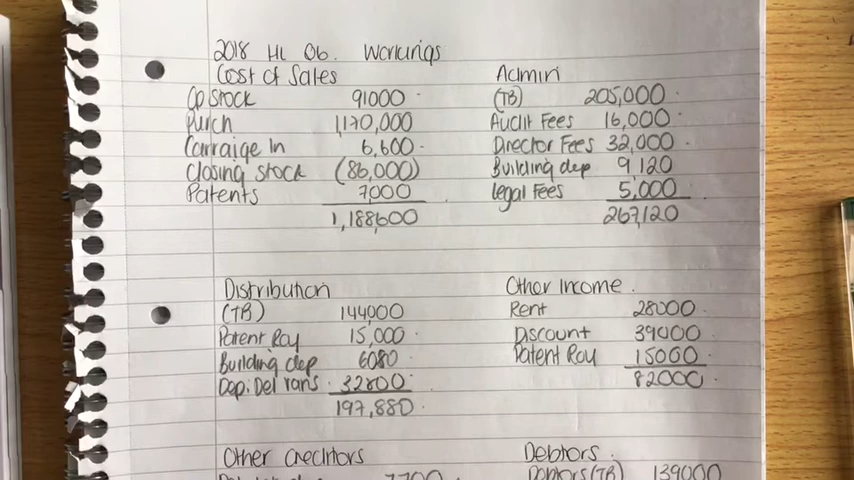 2018 HL Q6. Workings
Cost of Sales
Op Stock 91000
Purch 1,170,000
Carraige In 6,600
Closing stock (86,000)
Patents 7,000
1,188,600
Admin
(TB) 205,000
Audit Fees 16,000
Director Fees 32,000
Building dep 9,120
Legal Fees 5,000
267,120
Distribution
(TB) 144,000
Patent Roy 15,000
Building dep 6080
Dep: Del Vans 32800
197,880
Other Income.
Rent 28000
Discount 39000
Patent Roy 15000
82000
Other Creditors
7700
Debtors
Debtors (TB) 139000